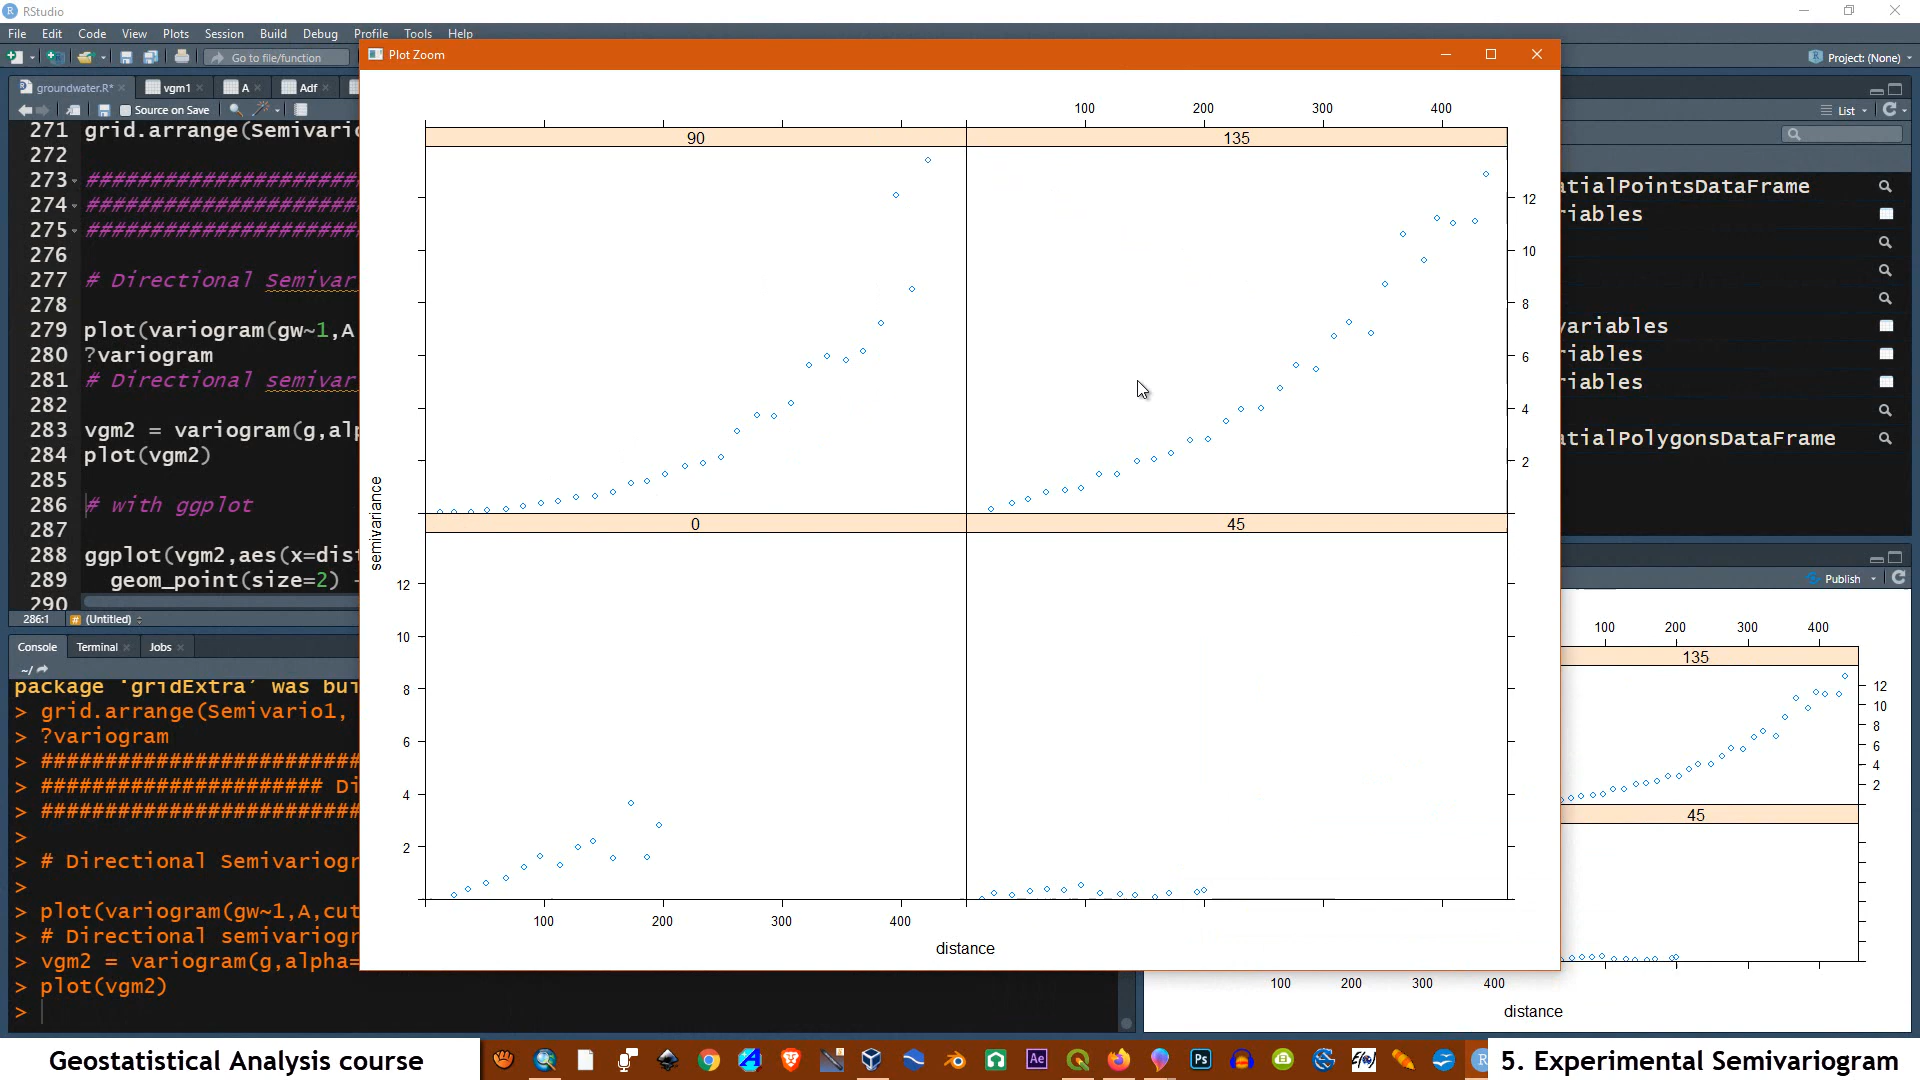 RStudio
File Edit Code View Plots Session Build Debug Profile Tools Help
Go to file/function
Project: (None)
Plot Zoom
groundwater.R*
vgm1
A
Adf
Source on Save
271 grid.arrange(Semivario
272
273 #####################
274 #####################
275 #####################
276
277 # Directional Semivar
278
279 plot(variogram(gw~1,A
280 ?variogram
281 # Directional semivar
282
283 vgm2 = variogram(g,alp
284 plot(vgm2)
285
286 # with ggplot
287
288 ggplot(vgm2,aes(x=dis
289 geom_point(size=2)
290
286:1 (Untitled)
Console Terminal Jobs
~/
package 'gridExtra' was bui
> grid.arrange(Semivario1,
> ?variogram
> #########################
> ###################### Di
> #########################
>
> # Directional Semivariogr
>
> plot(variogram(gw~1,A,cut
> # Directional semivariogr
> vgm2 = variogram(g,alpha=
> plot(vgm2)
>
100 200 300 400
90 135
12
10
8
6
4
2
semivariance
0 45
12
10
8
6
4
2
100 200 300 400
distance
List
atialPointsDataFrame
riables
variables
riables
riables
atialPolygonsDataFrame
Publish
100 200 300 400
135
12
10
8
6
4
2
45
100 200 300 400
distance
Geostatistical Analysis course
Ae
Ps
5. Experimental Semivariogram